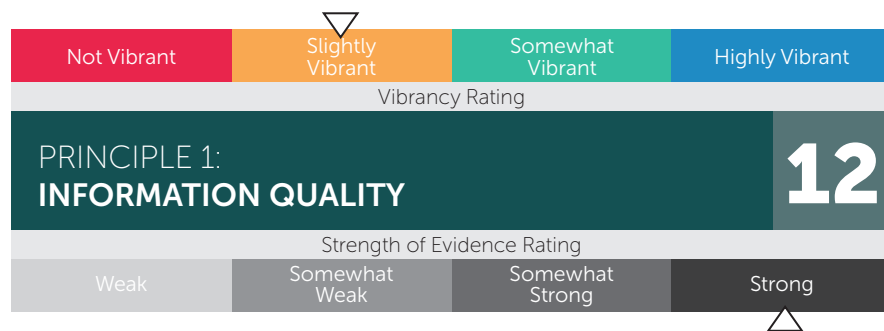 Not Vibrant
Slightly
Vibrant
Somewhat
Vibrant
Highly Vibrant
Vibrancy Rating
PRINCIPLE 1:
INFORMATION QUALITY
12
Strength of Evidence Rating
Weak
Somewhat
Weak
Somewhat
Strong
Strong